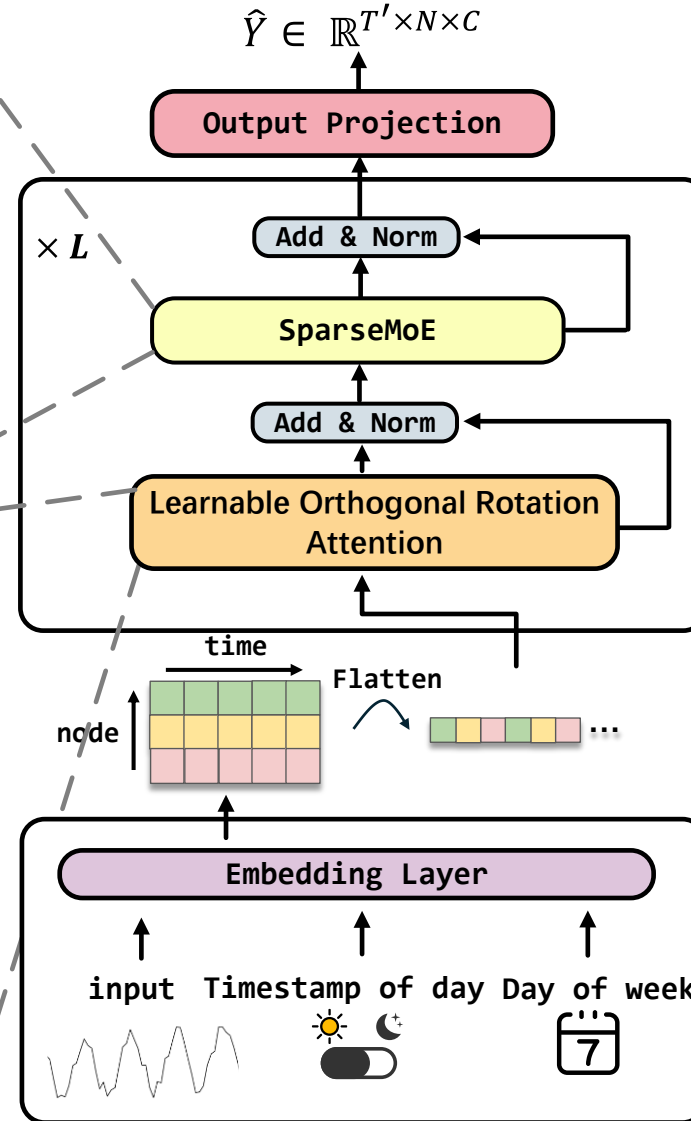 Ŷ ∈ ℝ^{T′×N×C}
Output Projection
× L
Add & Norm
SparseMoE
Add & Norm
Learnable Orthogonal Rotation
Attention
time
Flatten
node
...
Embedding Layer
input Timestamp of day Day of week
7